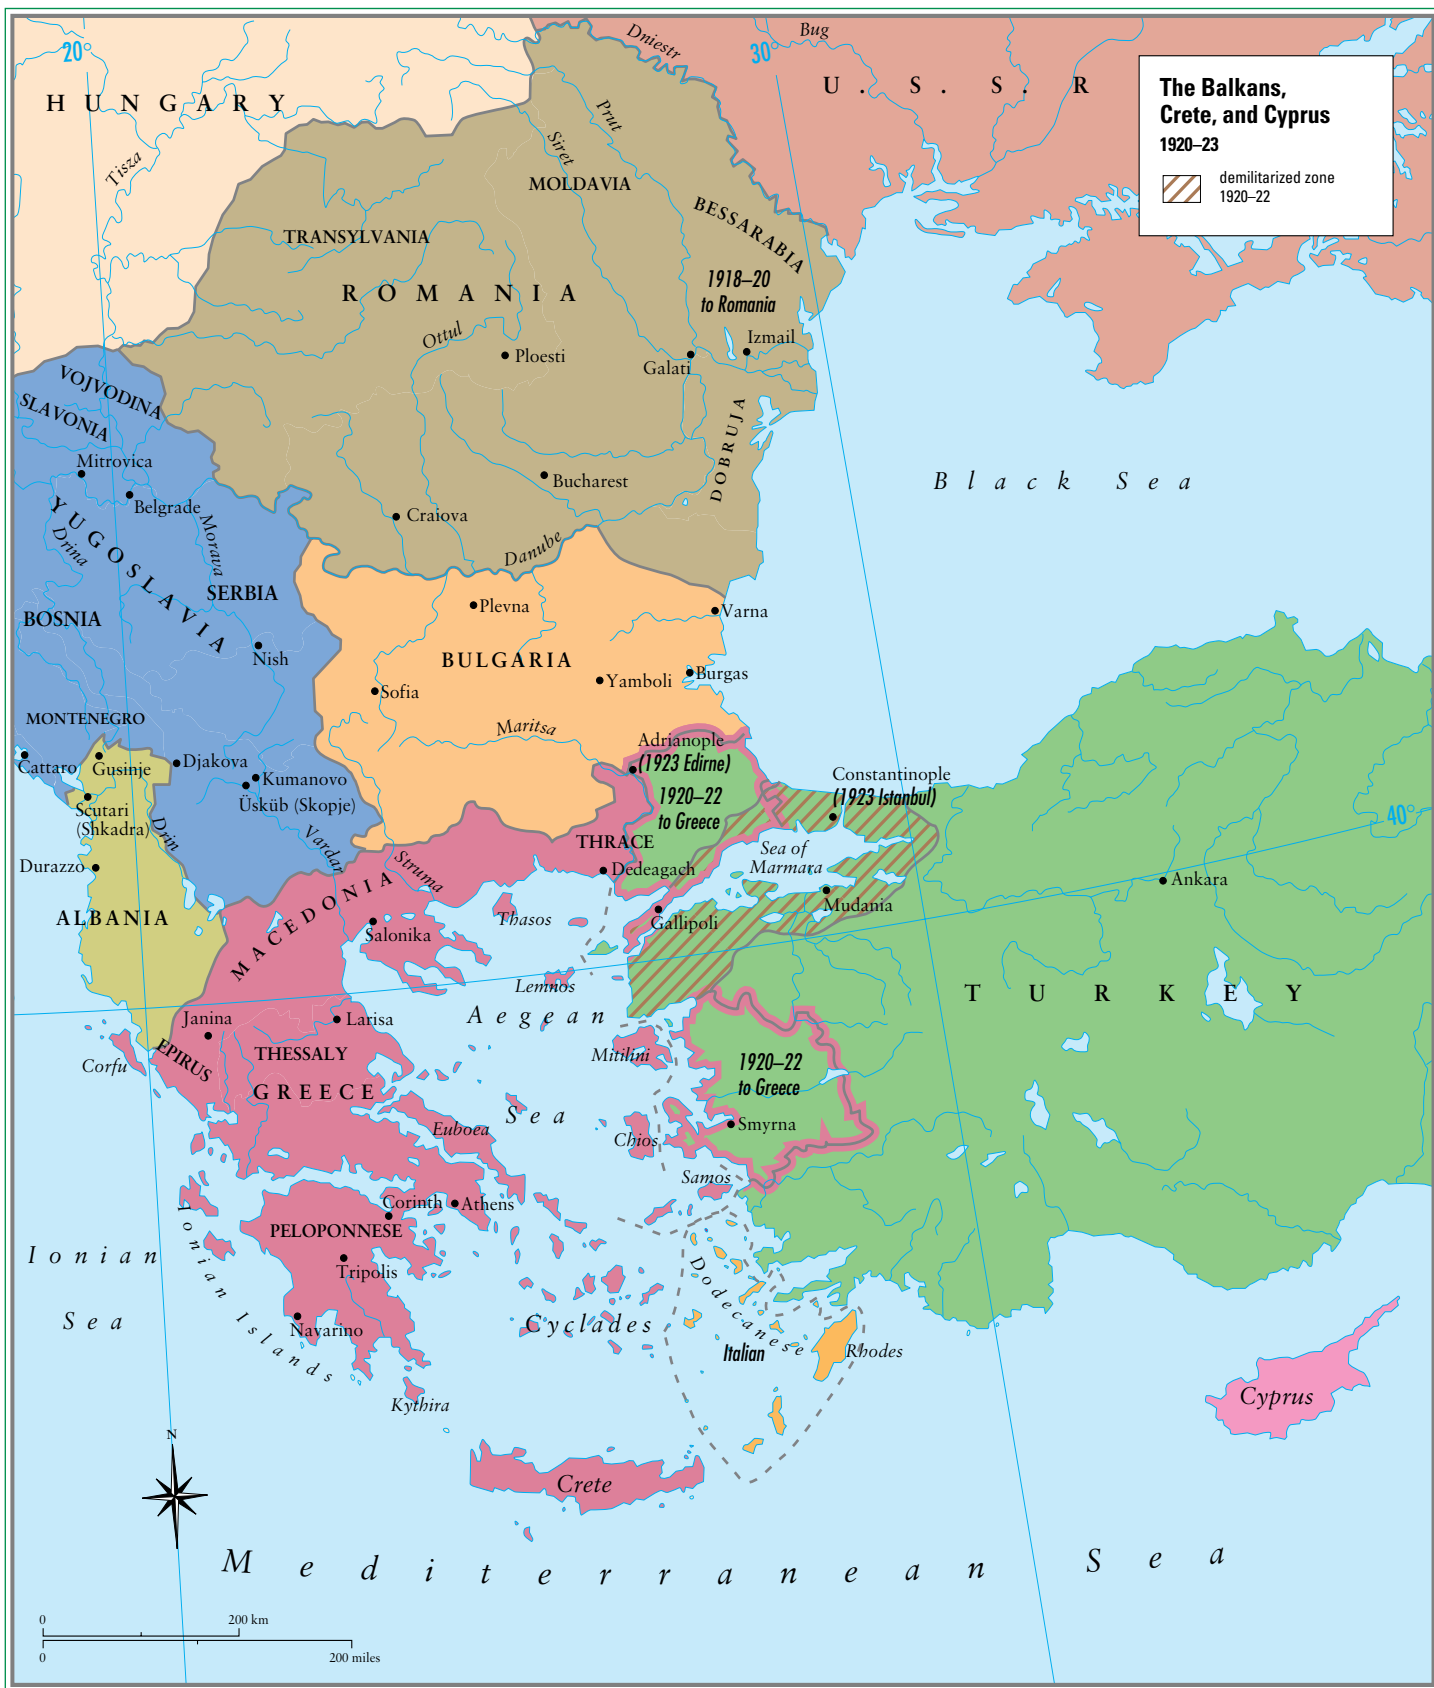 The Balkans,
Crete, and Cyprus
1920–23
demilitarized zone
1920–22
20°
30°
40°
HUNGARY
Tisza
Dniestr
Bug
U.S.S.R
Prut
Siret
MOLDAVIA
BESSARABIA
TRANSYLVANIA
1918–20
to Romania
ROMANIA
Ottul
Ploesti
Izmail
Galati
VOJVODINA
SLAVONIA
DOBRUJA
Mitrovica
Belgrade
Bucharest
Black Sea
Craiova
YUGOSLAVIA
Drina
Morava
Danube
SERBIA
Plevna
Varna
BOSNIA
Nish
BULGARIA
Sofia
Yamboli
Burgas
MONTENEGRO
Maritsa
Adrianople
(1923 Edirne)
Cattaro
Gusinje
Djakova
Kumanovo
Üsküb (Skopje)
Constantinople
(1923 Istanbul)
1920–22
to Greece
Scutari
(Shkadra)
Drin
Vardar
Struma
THRACE
Sea of
Marmara
Durazzo
Dedeagach
Ankara
ALBANIA
MACEDONIA
Salonika
Thasos
Gallipoli
Mudania
Lemnos
TURKEY
Janina
Larisa
Aegean
Sea
EPIRUS
THESSALY
Corfu
Mitilini
1920–22
to Greece
GREECE
Euboea
Chios
Smyrna
Samos
Corinth
Athens
PELOPONNESE
Ionian
Sea
Ionian Islands
Tripolis
Dodecanese
Navarino
Cyclades
Italian
Rhodes
Kythira
Cyprus
N
Crete
Mediterranean Sea
0
200 km
0
200 miles